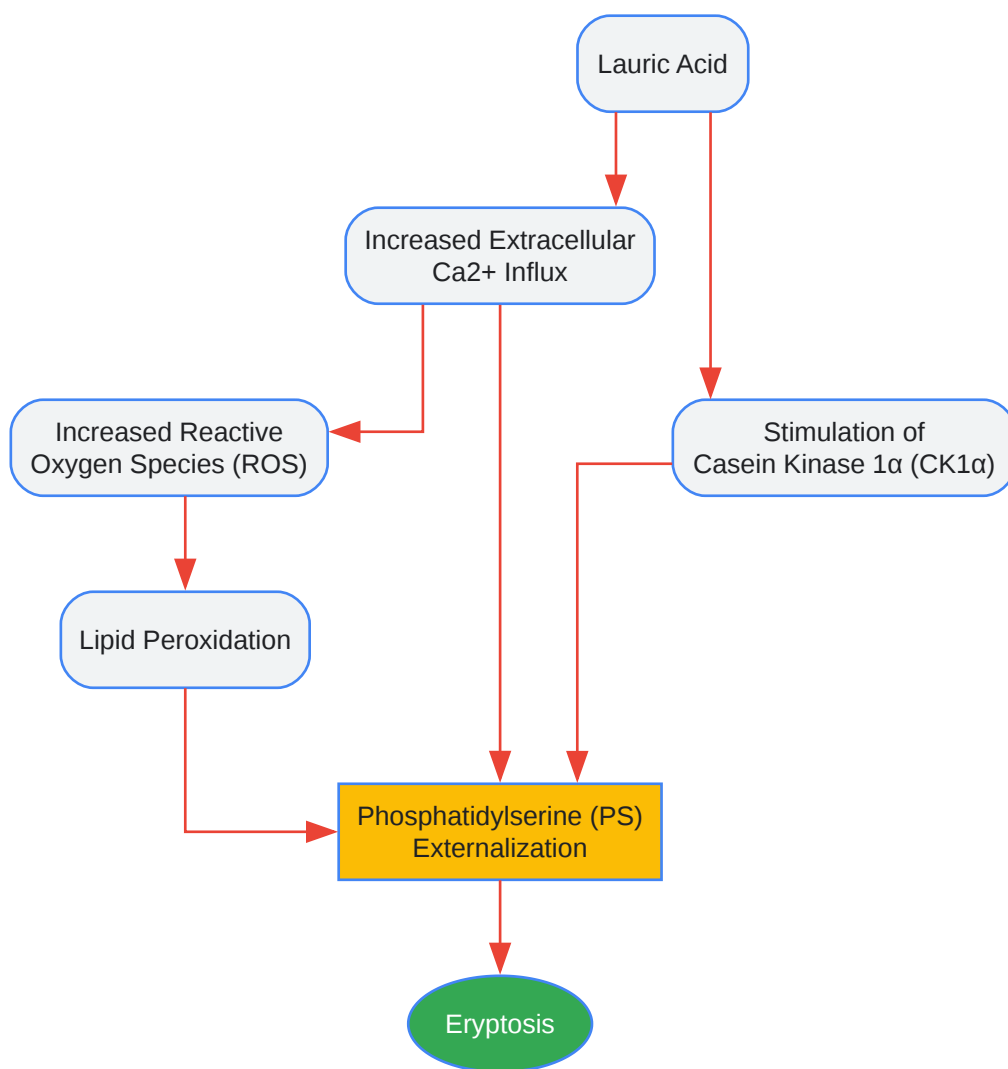 Lauric Acid
Increased Extracellular
Ca2+ Influx
Increased Reactive
Oxygen Species (ROS)
Stimulation of
Casein Kinase 1α (CK1α)
Lipid Peroxidation
Phosphatidylserine (PS)
Externalization
Eryptosis